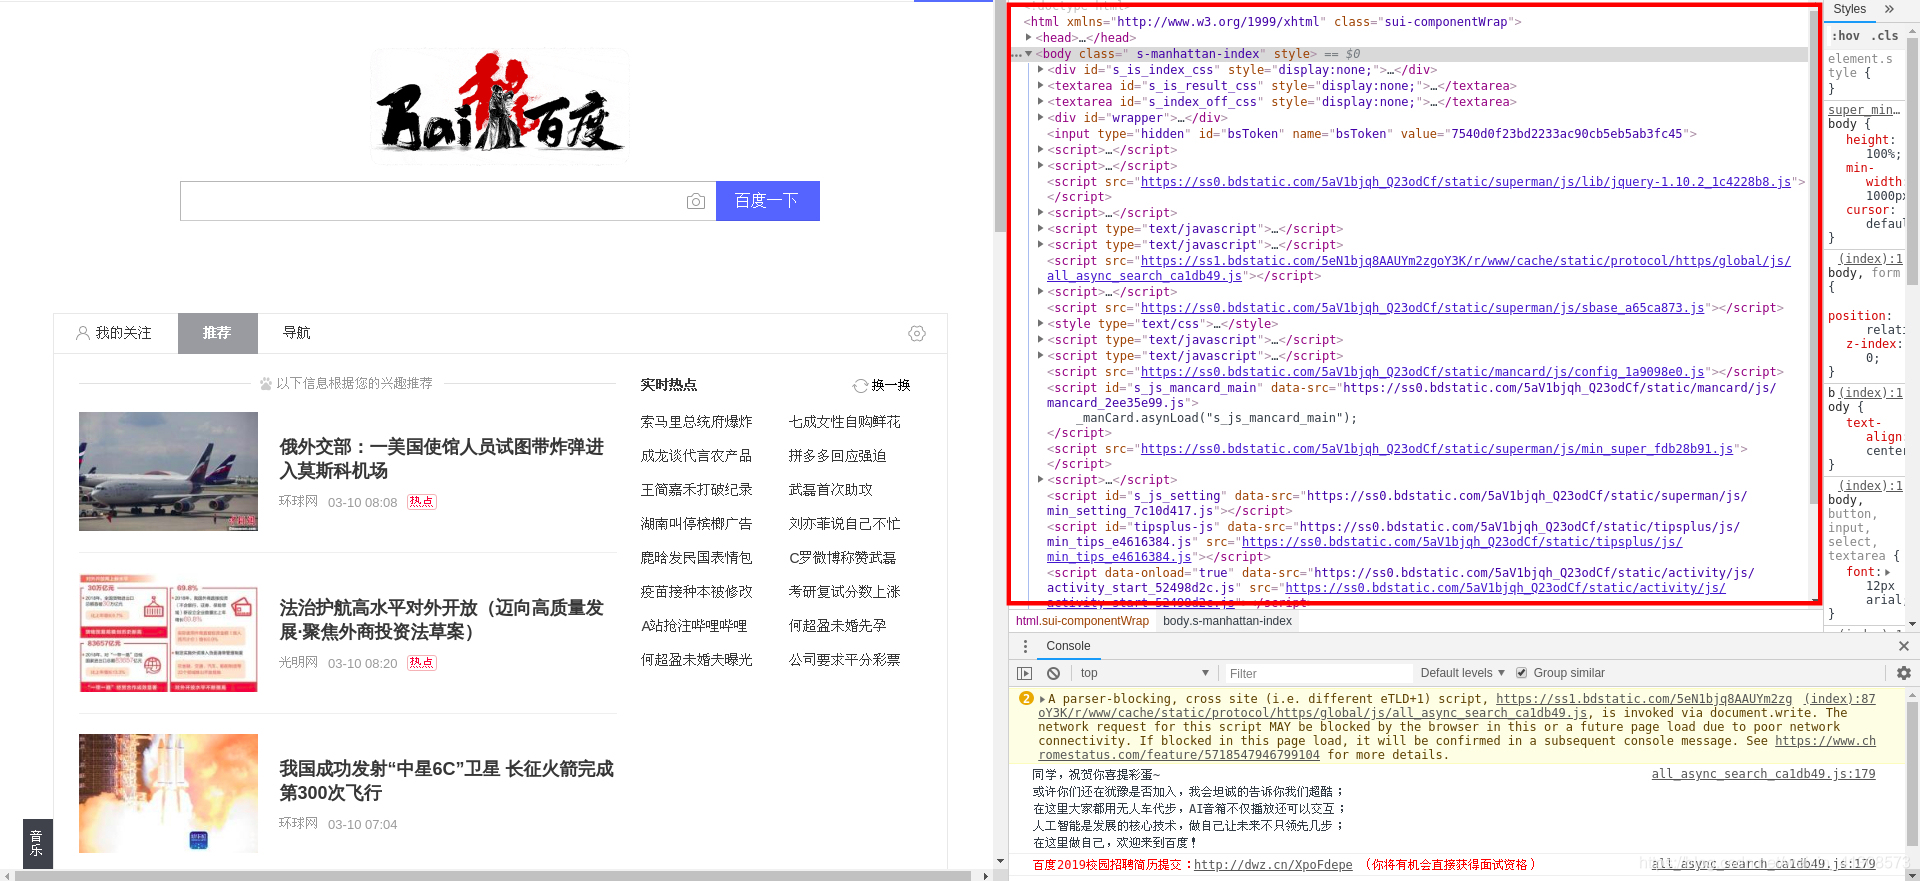 Bai 百度
百度一下
我的关注
推荐
导航
以下信息根据您的兴趣推荐
俄外交部：一美国使馆人员试图带炸弹进
入莫斯科机场
环球网 03-10 08:08 热点
法治护航高水平对外开放（迈向高质量发
展·聚焦外商投资法草案）
光明网 03-10 08:20 热点
我国成功发射“中星6C”卫星 长征火箭完成
第300次飞行
环球网 03-10 07:04
音
乐
实时热点 换一换
索马里总统府爆炸 七成女性自购鲜花
成龙谈代言农产品 拼多多回应强迫
王简嘉禾打破纪录 武磊首次助攻
湖南叫停槟榔广告 刘亦菲说自己不忙
鹿晗发民国表情包 C罗微博称赞武磊
疫苗接种本被修改 考研复试分数上涨
A站抢注哔哩哔哩 何超盈未婚先孕
何超盈未婚夫曝光 公司要求平分彩票
<!doctype html>
<html xmlns="http://www.w3.org/1999/xhtml" class="sui-componentWrap">
<head>…</head>
…<body class=" s-manhattan-index" style> == $0
<div id="s_is_index_css" style="display:none;">…</div>
<textarea id="s_is_result_css" style="display:none;">…</textarea>
<textarea id="s_index_off_css" style="display:none;">…</textarea>
<div id="wrapper">…</div>
<input type="hidden" id="bsToken" name="bsToken" value="7540d0f23bd2233ac90cb5eb5ab3fc45">
<script>…</script>
<script>…</script>
<script src="https://ss0.bdstatic.com/5aV1bjqh_Q23odCf/static/superman/js/lib/jquery-1.10.2_1c4228b8.js">
</script>
<script>…</script>
<script type="text/javascript">…</script>
<script type="text/javascript">…</script>
<script src="https://ss1.bdstatic.com/5eN1bjq8AAUYm2zgoY3K/r/www/cache/static/protocol/https/global/js/
all_async_search_ca1db49.js"></script>
<script>…</script>
<script src="https://ss0.bdstatic.com/5aV1bjqh_Q23odCf/static/superman/js/sbase_a65ca873.js"></script>
<style type="text/css">…</style>
<script type="text/javascript">…</script>
<script type="text/javascript">…</script>
<script src="https://ss0.bdstatic.com/5aV1bjqh_Q23odCf/static/mancard/js/config_1a9098e0.js"></script>
<script id="s_js_mancard_main" data-src="https://ss0.bdstatic.com/5aV1bjqh_Q23odCf/static/mancard/js/
mancard_2ee35e99.js">
_manCard.asynLoad("s_js_mancard_main");
</script>
<script src="https://ss0.bdstatic.com/5aV1bjqh_Q23odCf/static/superman/js/min_super_fdb28b91.js">
</script>
<script>…</script>
<script id="s_js_setting" data-src="https://ss0.bdstatic.com/5aV1bjqh_Q23odCf/static/superman/js/
min_setting_7c10d417.js"></script>
<script id="tipsplus-js" data-src="https://ss0.bdstatic.com/5aV1bjqh_Q23odCf/static/tipsplus/js/
min_tips_e4616384.js" src="https://ss0.bdstatic.com/5aV1bjqh_Q23odCf/static/tipsplus/js/
min_tips_e4616384.js"></script>
<script data-onload="true" data-src="https://ss0.bdstatic.com/5aV1bjqh_Q23odCf/static/activity/js/
activity_start_52498d2c.js" src="https://ss0.bdstatic.com/5aV1bjqh_Q23odCf/static/activity/js/
activity_start_52498d2c.js"></script>
html.sui-componentWrap body.s-manhattan-index
Styles »
:hov .cls
element.s
tyle {
}
super_min…
body {
height:
100%;
min-
width:
1000px
cursor:
defau
}
(index):1
body, form
{
position:
relati
z-index:
0;
}
b(index):1
ody {
text-
align:
center
}
(index):1
body,
button,
input,
select,
textarea {
font:
12px
arial
}
Console
top Filter Default levels Group similar
2 A parser-blocking, cross site (i.e. different eTLD+1) script, https://ss1.bdstatic.com/5eN1bjq8AAUYm2zg (index):87
oY3K/r/www/cache/static/protocol/https/global/js/all_async_search_ca1db49.js, is invoked via document.write. The
network request for this script MAY be blocked by the browser in this or a future page load due to poor network
connectivity. If blocked in this page load, it will be confirmed in a subsequent console message. See https://www.ch
romestatus.com/feature/5718547946799104 for more details.
同学，祝贺你喜提彩蛋~ all_async_search_ca1db49.js:179
或许你们还在犹豫是否加入，我会坦诚的告诉你我们超酷；
在这里大家都用无人车代步，AI音箱不仅播放还可以交互；
人工智能是发展的核心技术，做自己让未来不只领先几步；
在这里做自己，欢迎来到百度！
百度2019校园招聘简历提交：http://dwz.cn/XpoFdepe （你将有机会直接获得面试资格） all_async_search_ca1db49.js:179